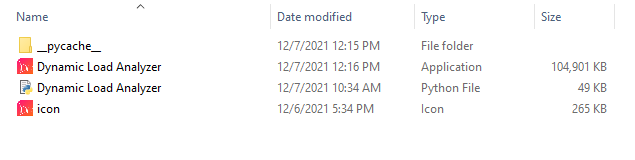 Name Date modified Type Size
__pycache__ 12/7/2021 12:15 PM File folder
Dynamic Load Analyzer 12/7/2021 12:16 PM Application 104,901 KB
Dynamic Load Analyzer 12/7/2021 10:34 AM Python File 49 KB
icon 12/6/2021 5:34 PM Icon 265 KB